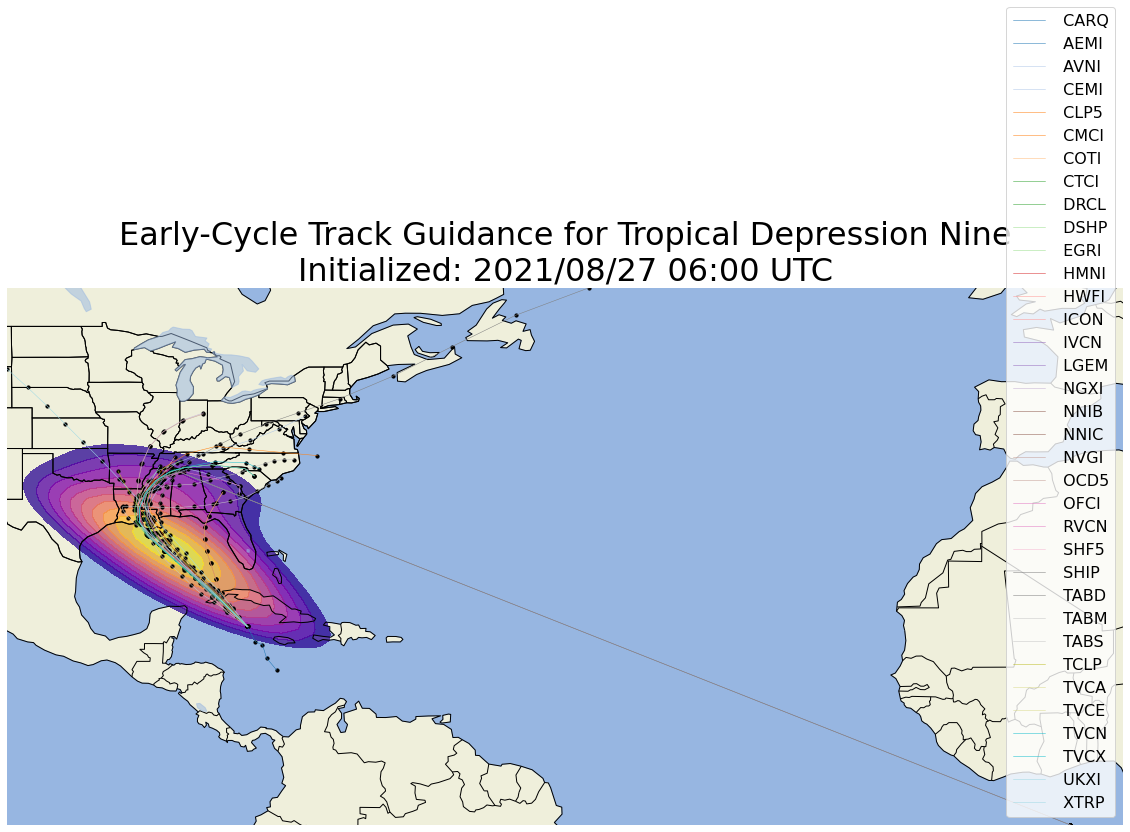 Early-Cycle Track Guidance for Tropical Depression Nine
Initialized: 2021/08/27 06:00 UTC
CARQ
AEMI
AVNI
CEMI
CLP5
CMCI
COTI
CTCI
DRCL
DSHP
EGRI
HMNI
HWFI
ICON
IVCN
LGEM
NGXI
NNIB
NNIC
NVGI
OCD5
OFCI
RVCN
SHF5
SHIP
TABD
TABM
TABS
TCLP
TVCA
TVCE
TVCN
TVCX
UKXI
XTRP